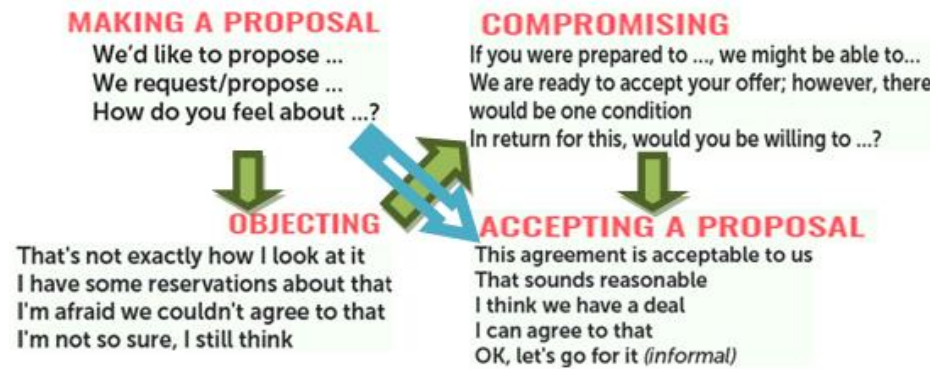 MAKING A PROPOSAL
We'd like to propose ...
We request/propose ...
How do you feel about ...?
COMPROMISING
If you were prepared to ..., we might be able to...
We are ready to accept your offer; however, there
would be one condition
In return for this, would you be willing to ...?
OBJECTING
That's not exactly how I look at it
I have some reservations about that
I'm afraid we couldn't agree to that
I'm not so sure, I still think
ACCEPTING A PROPOSAL
This agreement is acceptable to us
That sounds reasonable
I think we have a deal
I can agree to that
OK, let's go for it (informal)